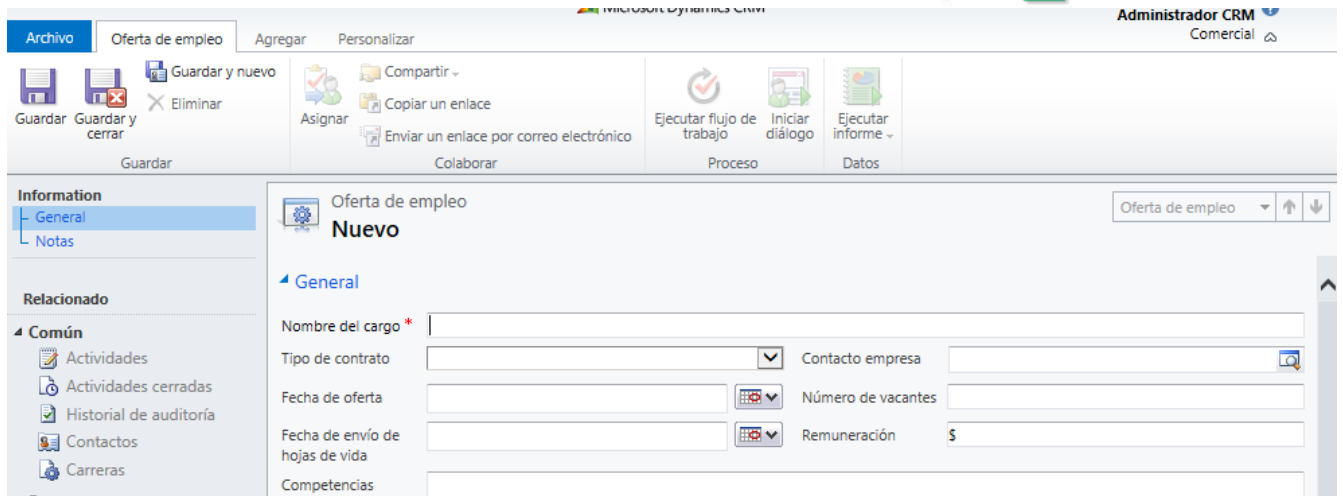 Microsoft Dynamics CRM
Administrador CRM
Comercial
Archivo Oferta de empleo Agregar Personalizar
Guardar
Guardar y cerrar
Guardar y nuevo
Eliminar
Guardar
Asignar
Compartir
Copiar un enlace
Enviar un enlace por correo electrónico
Colaborar
Ejecutar flujo de trabajo
Iniciar diálogo
Proceso
Ejecutar informe
Datos
Information
General
Notas
Relacionado
Común
Actividades
Actividades cerradas
Historial de auditoría
Contactos
Carreras
Oferta de empleo
Nuevo
Oferta de empleo
General
Nombre del cargo *
Tipo de contrato
Contacto empresa
Fecha de oferta
Número de vacantes
Fecha de envío de
hojas de vida
Remuneración $
Competencias